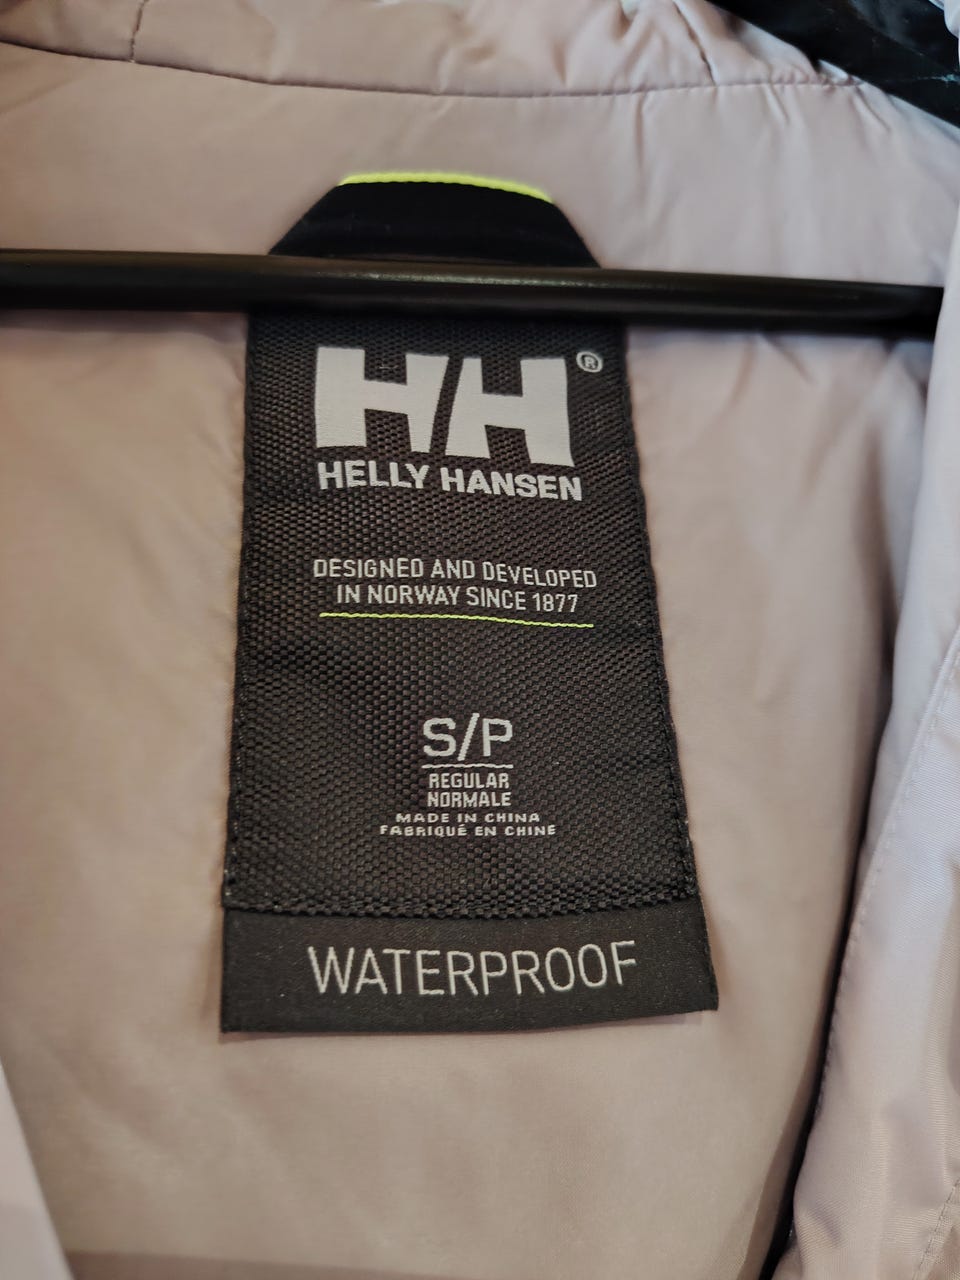 HH®
HELLY HANSEN
DESIGNED AND DEVELOPED
IN NORWAY SINCE 1877
S/P
REGULAR
NORMALE
MADE IN CHINA
FABRIQUÉ EN CHINE
WATERPROOF